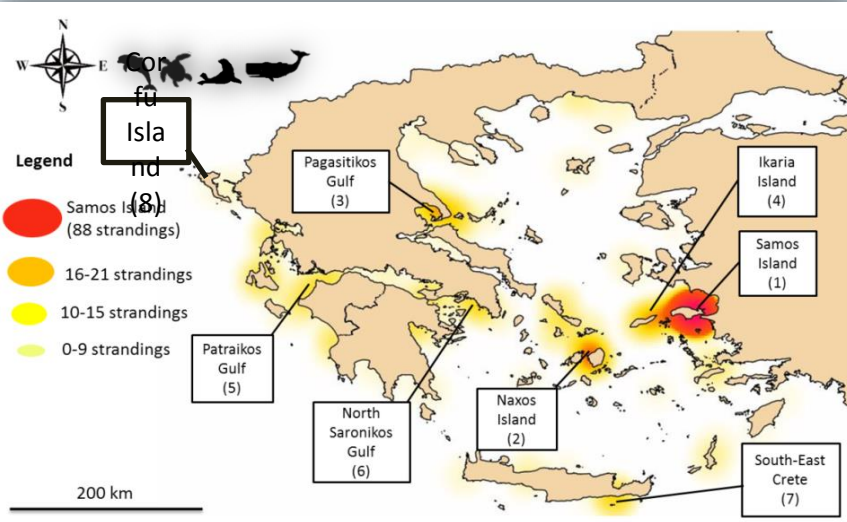 N
W
E
S
Cor
fu
Isla
nd
(8)
Legend
Samos Island
(88 strandings)
16-21 strandings
10-15 strandings
0-9 strandings
Pagasitikos
Gulf
(3)
Ikaria
Island
(4)
Samos
Island
(1)
Patraikos
Gulf
(5)
North
Saronikos
Gulf
(6)
Naxos
Island
(2)
South-East
Crete
(7)
200 km